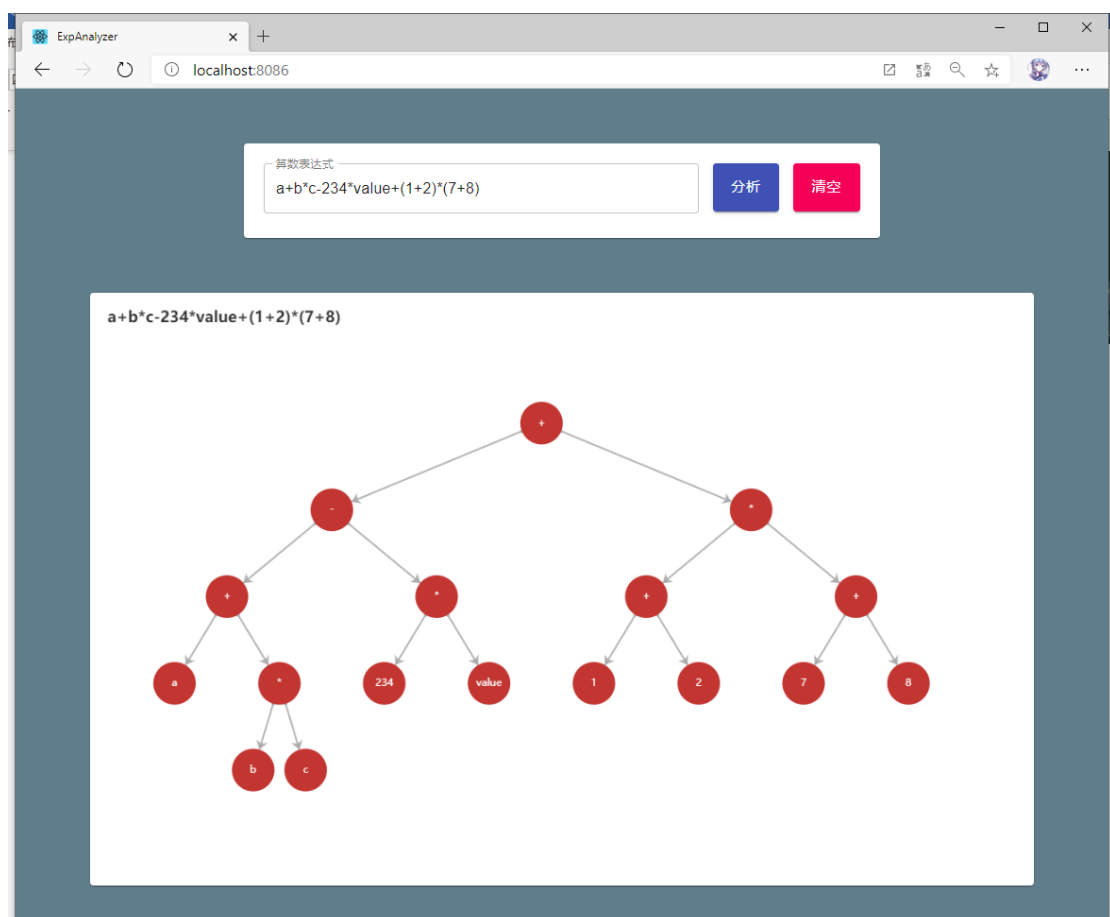 ExpAnalyzer
localhost:8086
算数表达式
a+b*c-234*value+(1+2)*(7+8)
分析
清空
a+b*c-234*value+(1+2)*(7+8)
+
- *
+ * + +
a * 234 value 1 2 7 8
b c